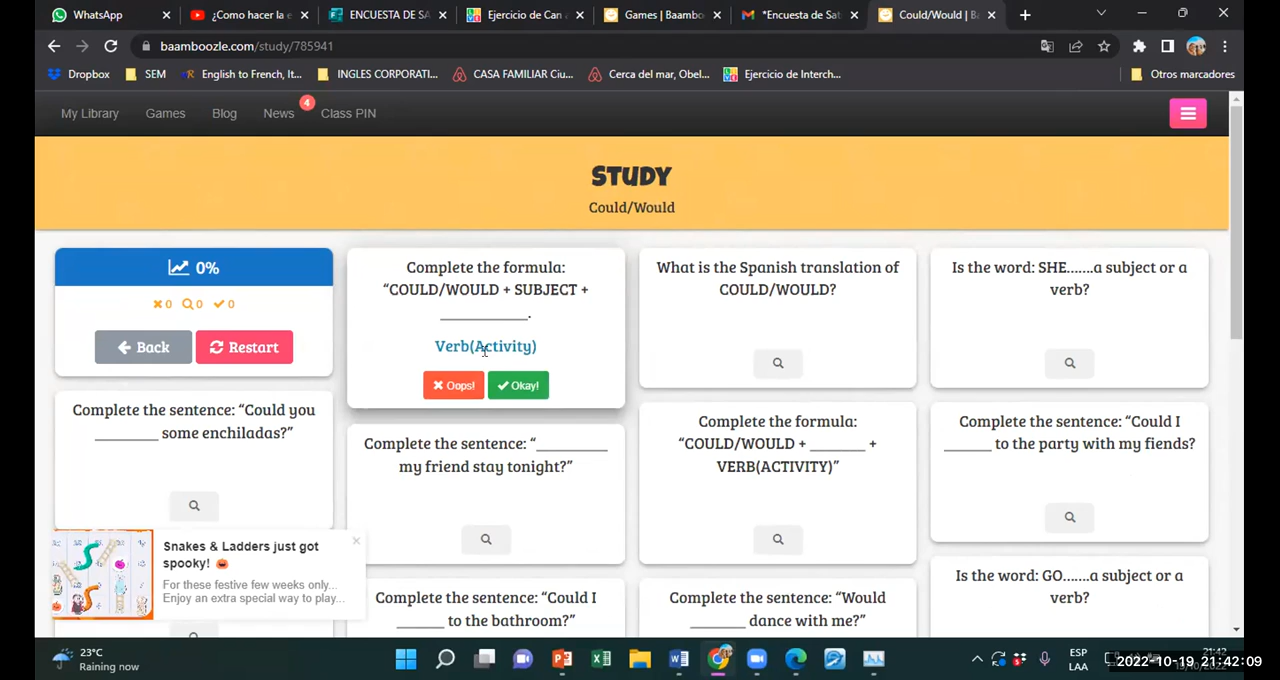 WhatsApp
¿Como hacer la e
ENCUESTA DE SA
Ejercicio de Can
Games | Baambo
*Encuesta de Sat
Could/Would | B
baamboozle.com/study/785941
Dropbox
SEM
English to French, It...
INGLES CORPORATI...
CASA FAMILIAR Ciu...
Cerca del mar, Obel...
Ejercicio de Interch...
Otros marcadores
My Library
Games
Blog
News
4
Class PIN
STUDY
Could/Would
0%
0
0
0
Back
Restart
Complete the formula:
“COULD/WOULD + SUBJECT +
___________.
Verb(Activity)
Oops!
Okay!
What is the Spanish translation of
COULD/WOULD?
Is the word: SHE…….a subject or a
verb?
Complete the sentence: “Could you
________ some enchiladas?”
Complete the sentence: “_________
my friend stay tonight?”
Complete the formula:
“COULD/WOULD + _______ +
VERB(ACTIVITY)”
Complete the sentence: “Could I
______ to the party with my fiends?
Snakes & Ladders just got
spooky!
For these festive few weeks only...
Enjoy an extra special way to play...
Complete the sentence: “Could I
______ to the bathroom?”
Complete the sentence: “Would
_______ dance with me?”
Is the word: GO…….a subject or a
verb?
23°C
Raining now
ESP
LAA
21:42
2022-10-19 21:42:09